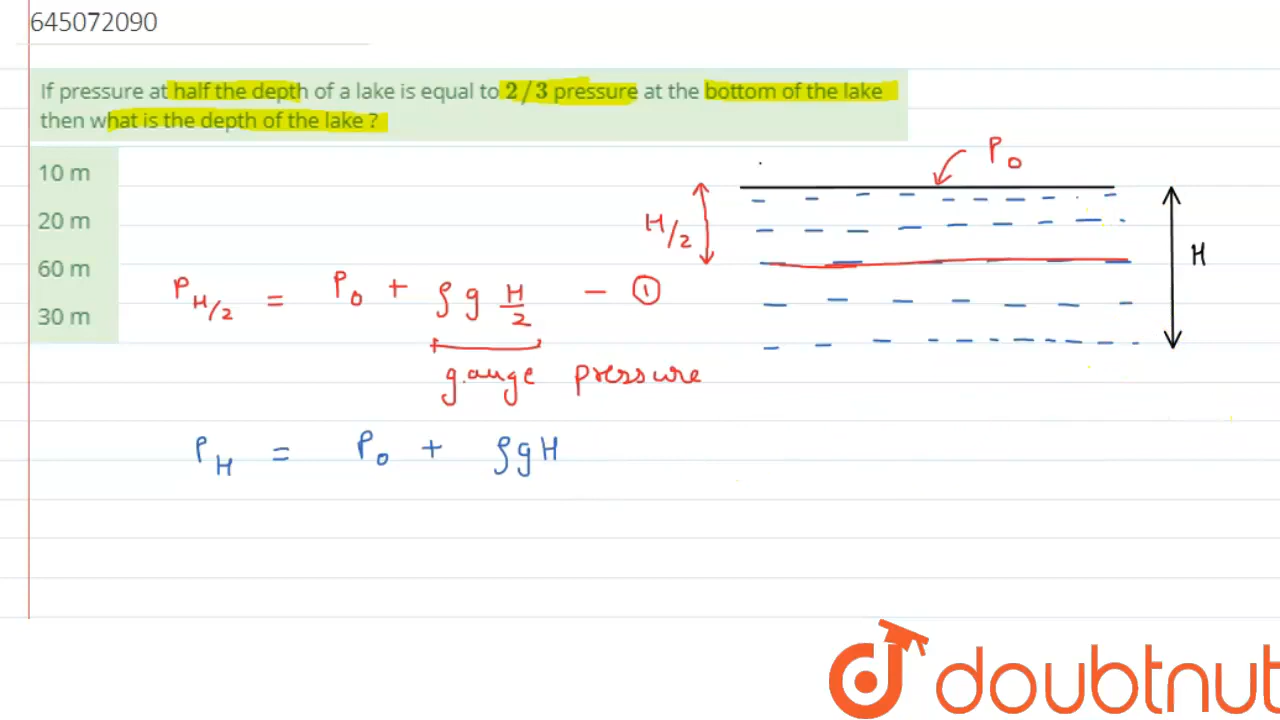 645072090
If pressure at half the depth of a lake is equal to 2/3 pressure at the bottom of the lake
then what is the depth of the lake ?
10 m
20 m
60 m
30 m
P₀
H/2
H
P_H/2 = P₀ + ρg H/2 — ①
gauge pressure
P_H = P₀ + ρgH
doubtnut